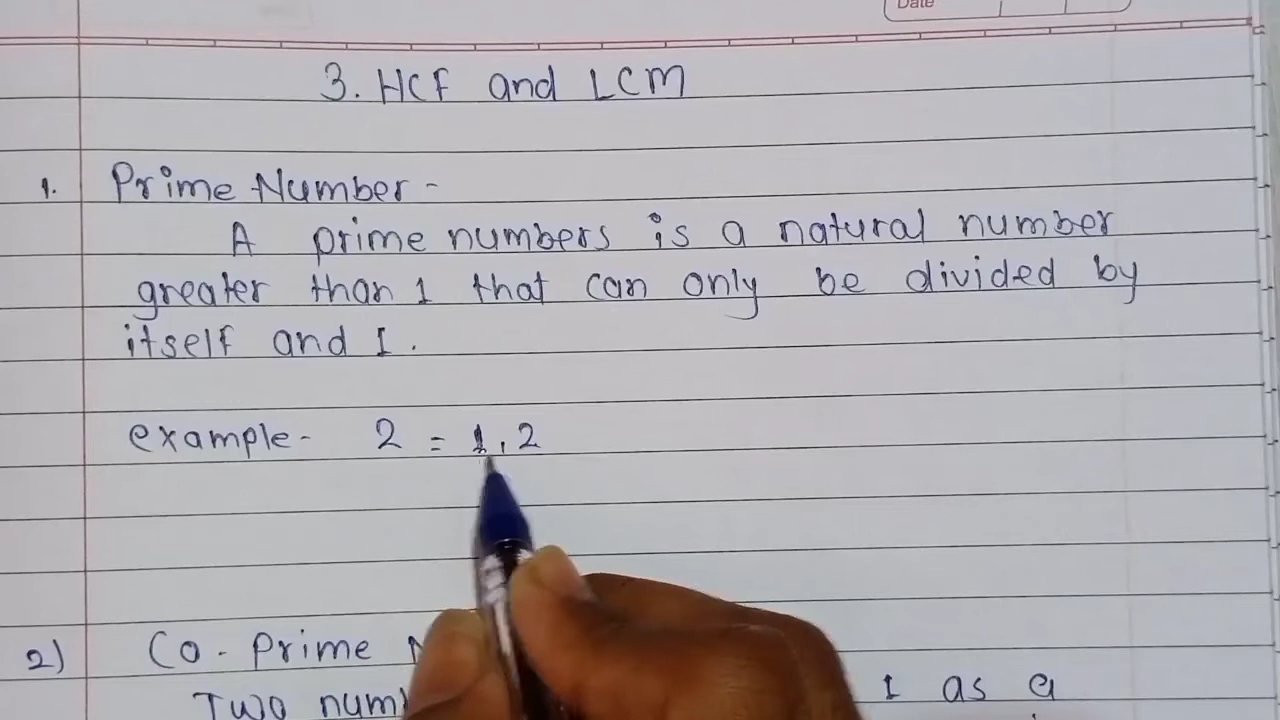 Date
3. HCF and LCM
1. Prime Number -
A prime numbers is a natural number
greater than 1 that can only be divided by
itself and 1.
example - 2 = 1, 2
2) Co - Prime
Two 1 as a